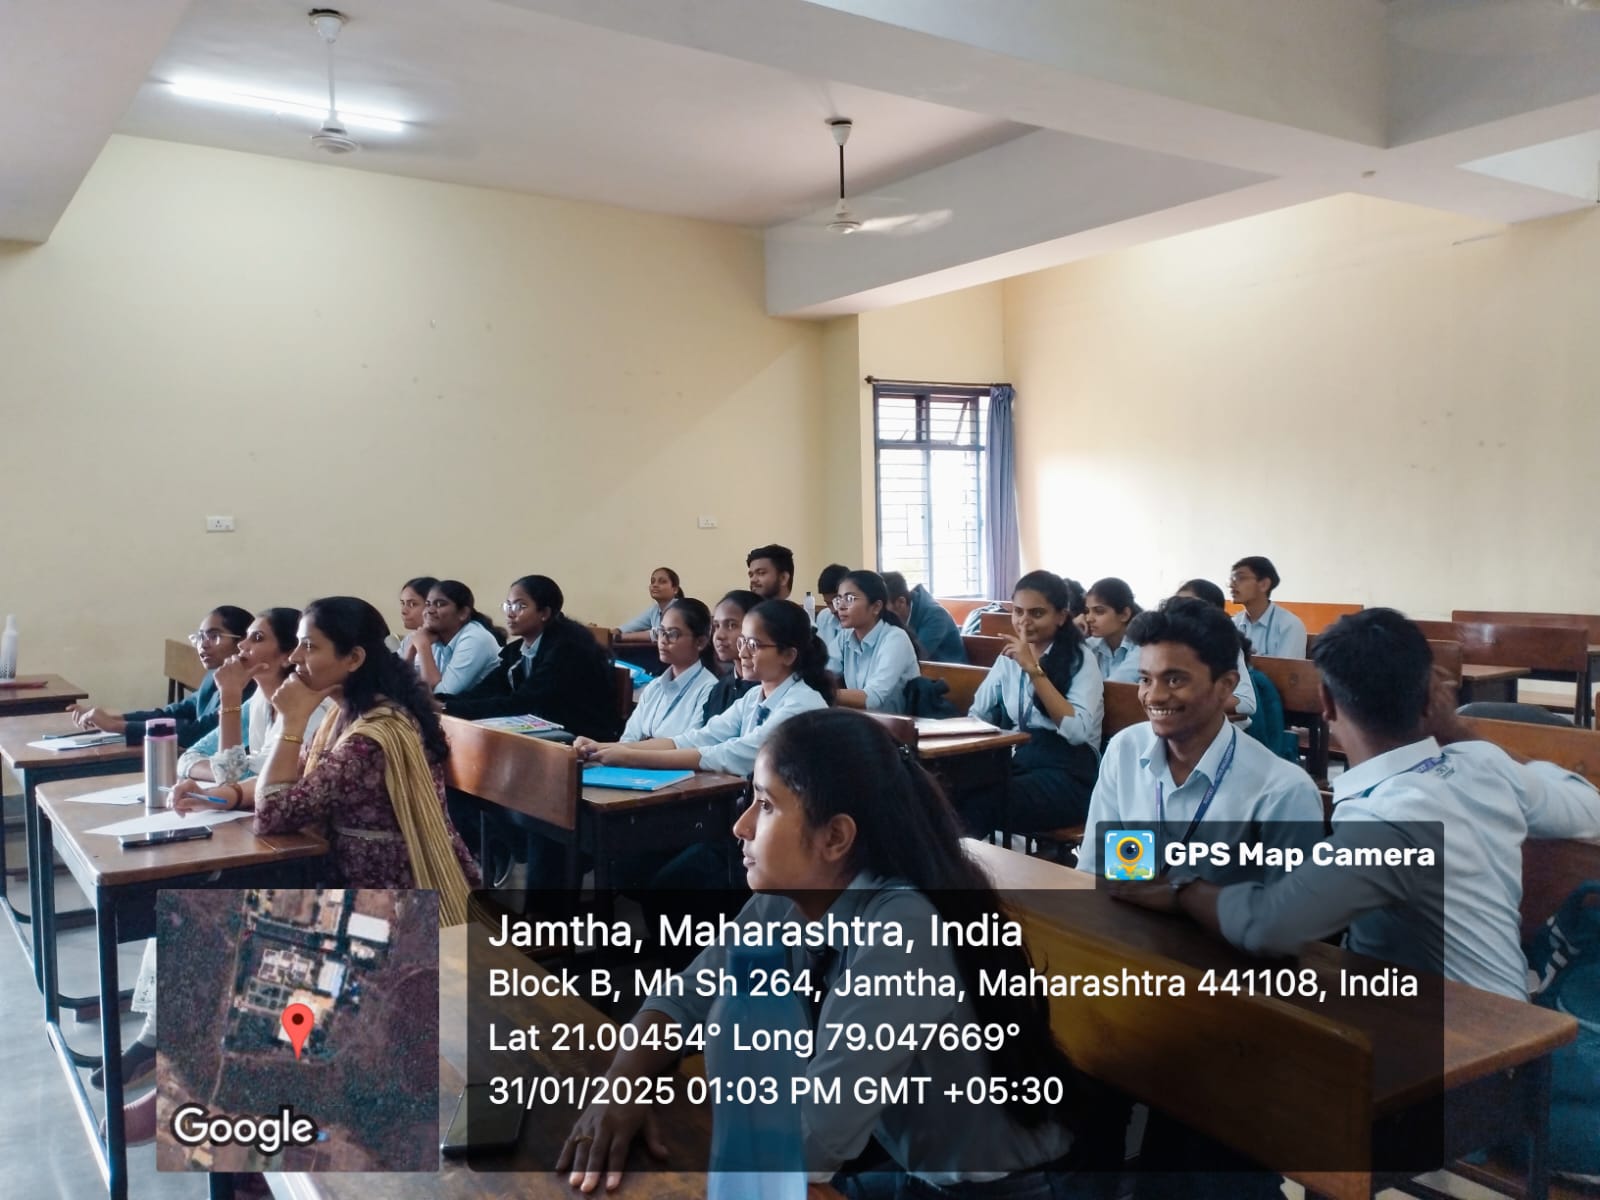 GPS Map Camera
Jamtha, Maharashtra, India
Block B, Mh Sh 264, Jamtha, Maharashtra 441108, India
Lat 21.00454° Long 79.047669°
31/01/2025 01:03 PM GMT +05:30
Google